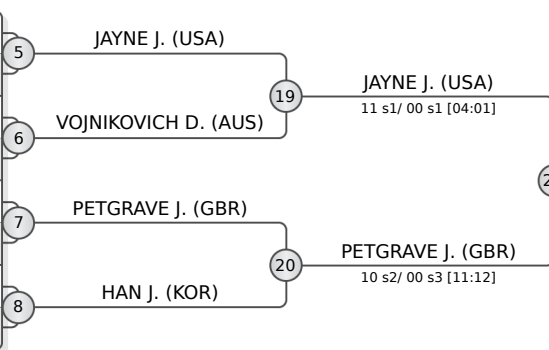 5
JAYNE J. (USA)
19
JAYNE J. (USA)
11 s1/ 00 s1 [04:01]
6
VOJNIKOVICH D. (AUS)
7
PETGRAVE J. (GBR)
20
PETGRAVE J. (GBR)
10 s2/ 00 s3 [11:12]
8
HAN J. (KOR)